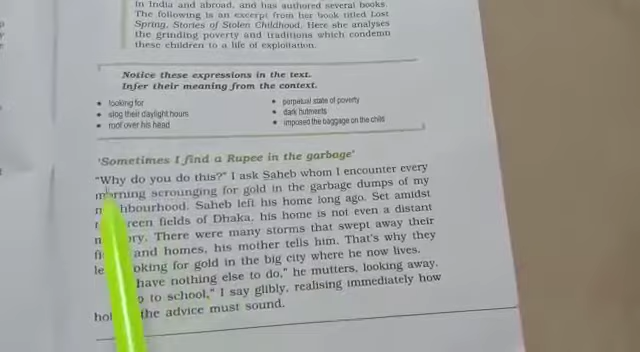 in India and abroad, and has authored several books.
The following is an excerpt from her book titled Lost
Spring, Stories of Stolen Childhood. Here she analyses
the grinding poverty and traditions which condemn
these children to a life of exploitation.
Notice these expressions in the text.
Infer their meaning from the context.
• looking for
• slog their daylight hours
• roof over his head
• perpetual state of poverty
• dark hutments
• imposed the baggage on the child
'Sometimes I find a Rupee in the garbage'
"Why do you do this?" I ask Saheb whom I encounter every
morning scrounging for gold in the garbage dumps of my
hbourhood. Saheb left his home long ago. Set amidst
reen fields of Dhaka, his home is not even a distant
ry. There were many storms that swept away their
and homes, his mother tells him. That's why they
oking for gold in the big city where he now lives.
have nothing else to do," he mutters, looking away.
to school," I say glibly, realising immediately how
the advice must sound.